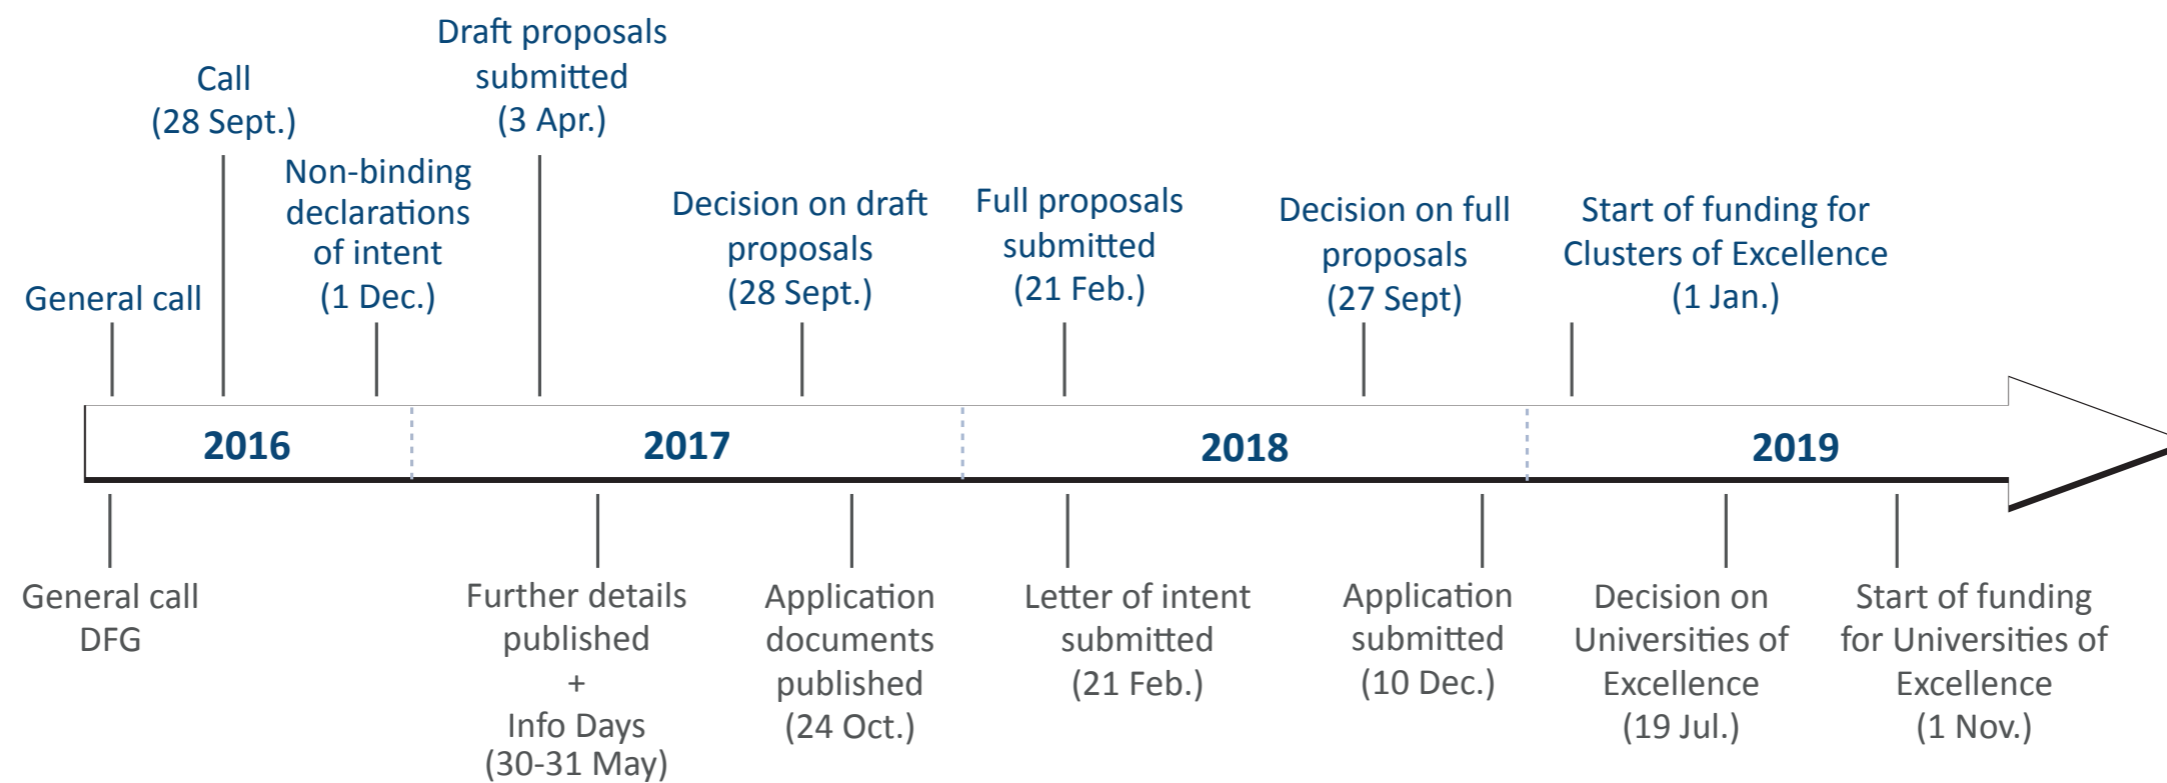 General call
Call
(28 Sept.)
Non-binding
declarations
of intent
(1 Dec.)
Draft proposals
submitted
(3 Apr.)
Decision on draft
proposals
(28 Sept.)
Full proposals
submitted
(21 Feb.)
Decision on full
proposals
(27 Sept)
Start of funding for
Clusters of Excellence
(1 Jan.)
2016
2017
2018
2019
General call
DFG
Further details
published
+
Info Days
(30-31 May)
Application
documents
published
(24 Oct.)
Letter of intent
submitted
(21 Feb.)
Application
submitted
(10 Dec.)
Decision on
Universities of
Excellence
(19 Jul.)
Start of funding
for Universities of
Excellence
(1 Nov.)